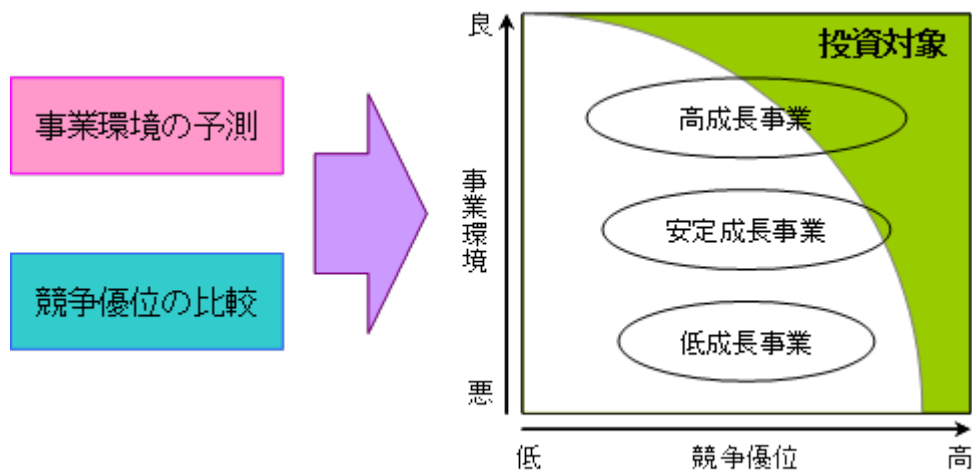 事業環境の予測
競争優位の比較
良
事業環境
悪
投資対象
高成長事業
安定成長事業
低成長事業
低
競争優位
高